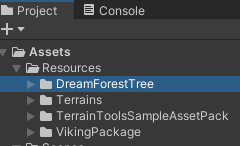 Project Console
Assets
Resources
DreamForestTree
Terrains
TerrainToolsSampleAssetPack
VikingPackage